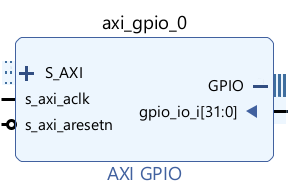 axi_gpio_0
S_AXI
s_axi_aclk
s_axi_aresetn
GPIO
gpio_io_i[31:0]
AXI GPIO